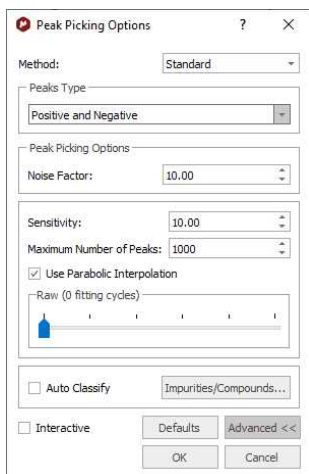 Peak Picking Options
Method: Standard
Peaks Type
Positive and Negative
Peak Picking Options
Noise Factor: 10.00
Sensitivity: 10.00
Maximum Number of Peaks: 1000
Use Parabolic Interpolation
Raw (0 fitting cycles)
Auto Classify Impurities/Compounds...
Interactive Defaults Advanced <<
OK Cancel